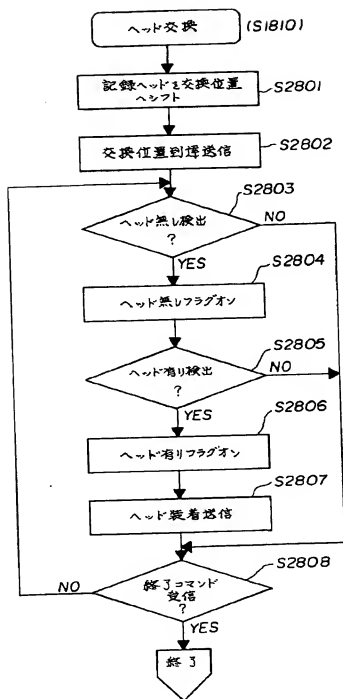 ヘッド交換
(S1810)
記録ヘッドを交換位置
へシフト
S2801
交換位置到達送信
S2802
S2803
ヘッド無し検出
?
NO
YES
S2804
ヘッド無しフラグオン
S2805
ヘッド有り検出
?
NO
YES
S2806
ヘッド有りフラグオン
S2807
ヘッド装着送信
S2808
NO
終了コマンド
受信
?
YES
終了